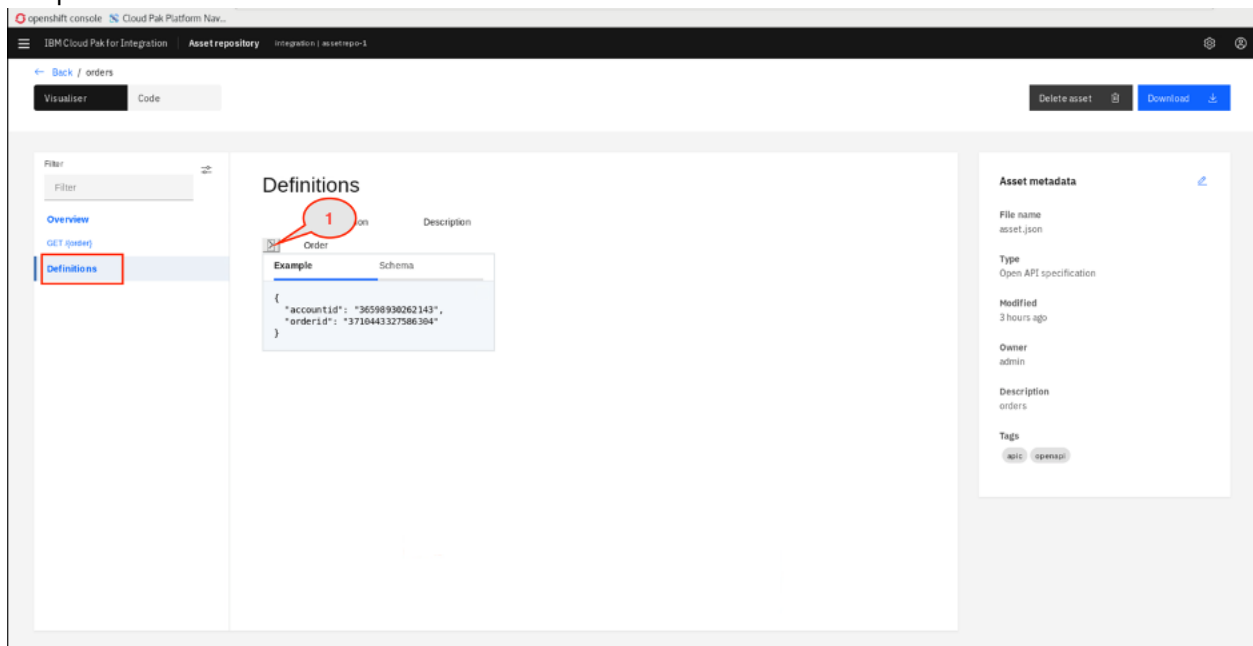 openshift console Cloud Pak Platform Nav...
IBM Cloud Pak for Integration Asset repository integration | assetrepo-1
← Back / orders
Visualiser Code
Delete asset Download
Filter
Filter
Overview
GET /{order}
Definitions
Definitions
1 on Description
Order
Example Schema
{
"accountid": "36598930262143",
"orderid": "3710443327586304"
}
Asset metadata
File name
asset.json
Type
Open API specification
Modified
3 hours ago
Owner
admin
Description
orders
Tags
apic openapi